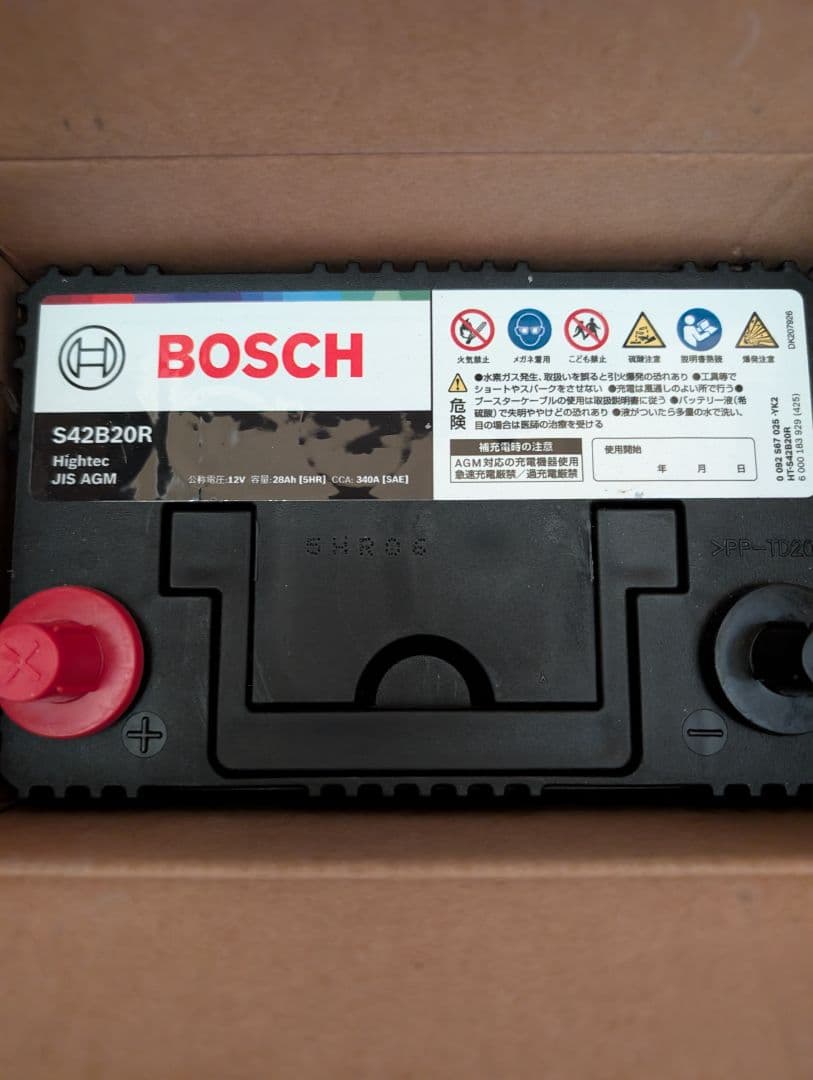 BOSCH
S42B20R
Hightec
JIS AGM
公称電圧:12V 容量:28Ah [5HR] CCA: 340A [SAE]
火気禁止 メガネ着用 こども禁止 硫酸注意 説明書熟読 爆発注意
危険
●水素ガス発生、取扱いを誤ると引火爆発の恐れあり ●工具等で
ショートやスパークをさせない ●充電は風通しのよい所で行う●
ブースターケーブルの使用は取扱説明書に従う ●バッテリー液(希
硫酸)で失明ややけどの恐れあり ●液がついたら多量の水で洗い、
目の場合は医師の治療を受ける
補充電時の注意
AGM対応の充電機器使用
急速充電厳禁/過充電厳禁
使用開始
年 月 日
DK207926
0 092 S67 025 -YK2
HT-S42B20R
6 000 183 929 (425)
5HR06
>PP-TD20
+
−